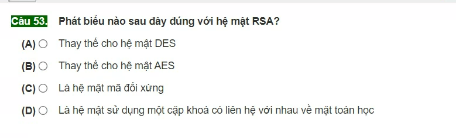 Câu 53. Phát biểu nào sau đây đúng với hệ mật RSA?
(A) Thay thế cho hệ mật DES
(B) Thay thế cho hệ mật AES
(C) Là hệ mật mã đối xứng
(D) Là hệ mật sử dụng một cặp khoá có liên hệ với nhau về mặt toán học